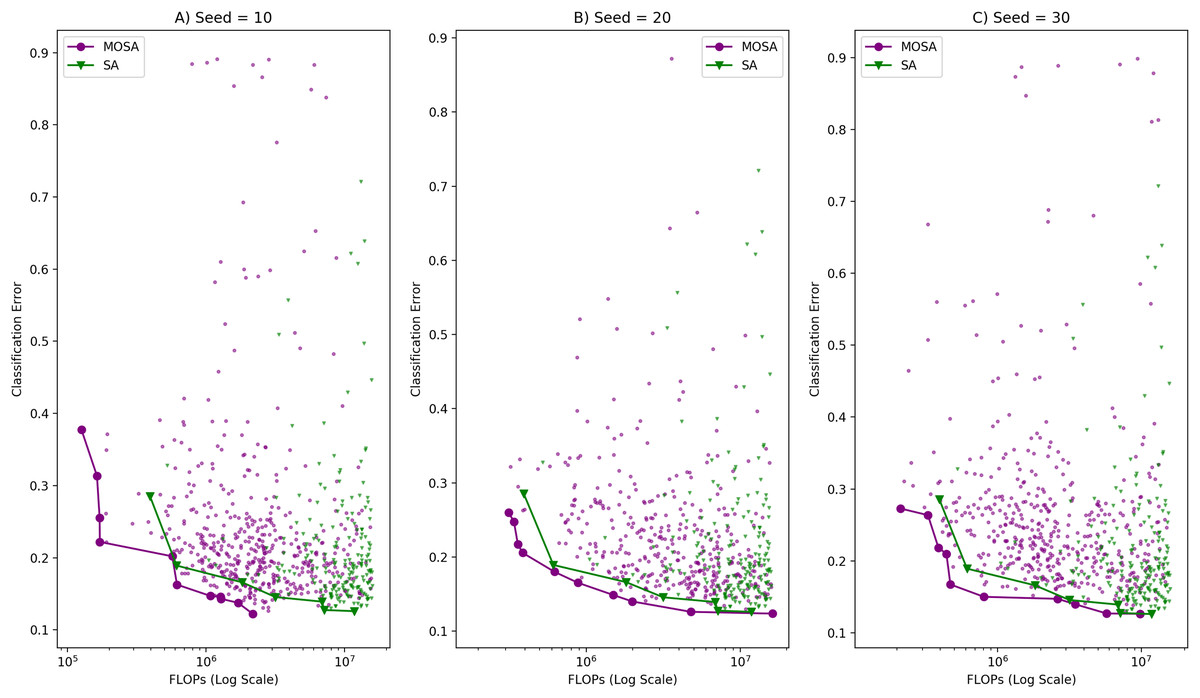 A) Seed = 10
MOSA
SA
Classification Error
0.9
0.8
0.7
0.6
0.5
0.4
0.3
0.2
0.1
10^5
10^6
10^7
FLOPs (Log Scale)
B) Seed = 20
MOSA
SA
Classification Error
0.9
0.8
0.7
0.6
0.5
0.4
0.3
0.2
0.1
10^6
10^7
FLOPs (Log Scale)
C) Seed = 30
MOSA
SA
Classification Error
0.9
0.8
0.7
0.6
0.5
0.4
0.3
0.2
0.1
10^6
10^7
FLOPs (Log Scale)